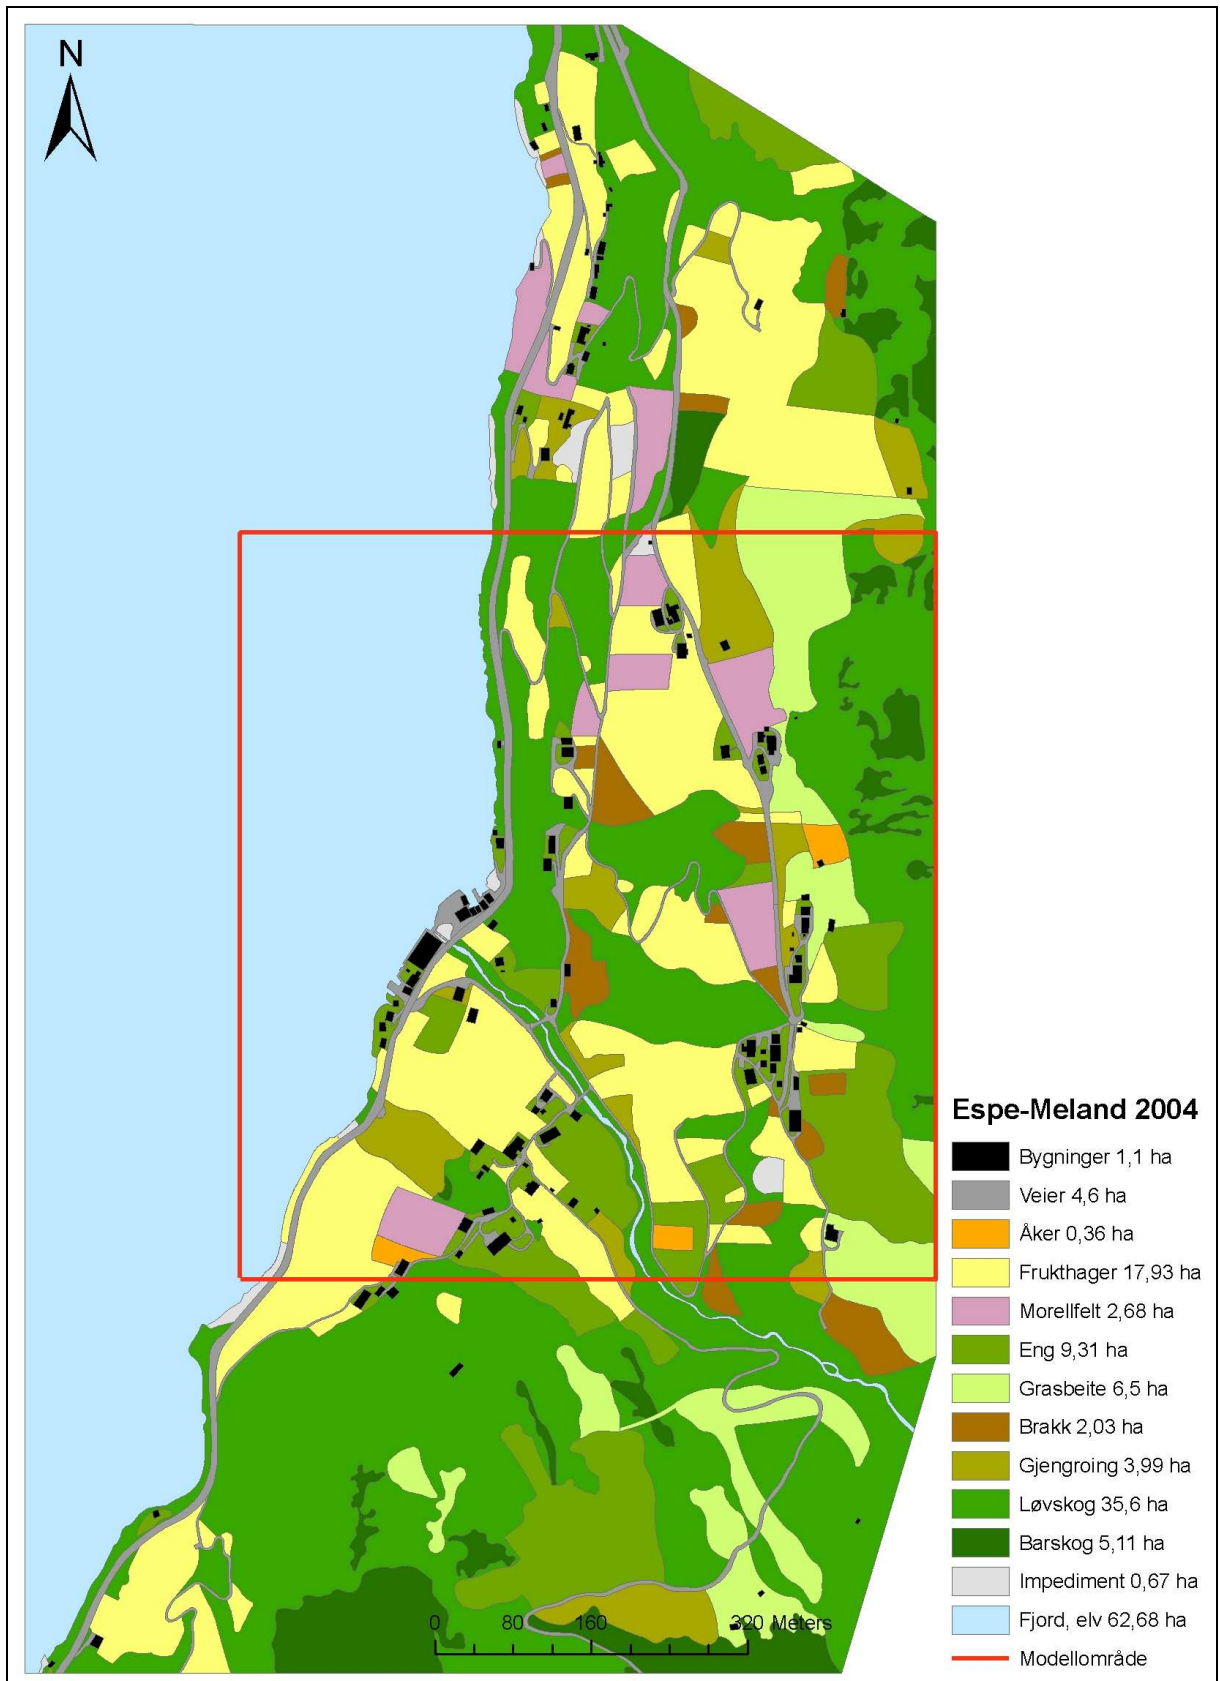 N
Espe-Meland 2004
Bygninger 1,1 ha
Veier 4,6 ha
Åker 0,36 ha
Frukthager 17,93 ha
Morellfelt 2,68 ha
Eng 9,31 ha
Grasbeite 6,5 ha
Brakk 2,03 ha
Gjengroing 3,99 ha
Løvskog 35,6 ha
Barskog 5,11 ha
Impediment 0,67 ha
Fjord, elv 62,68 ha
Modellområde
0 80 160 320 Meters